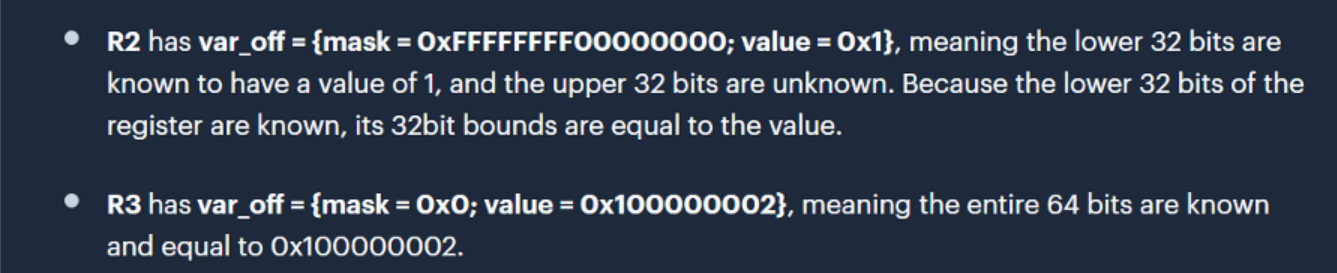 • R2 has var_off = {mask = 0xFFFFFFFF00000000; value = 0x1}, meaning the lower 32 bits are
known to have a value of 1, and the upper 32 bits are unknown. Because the lower 32 bits of the
register are known, its 32bit bounds are equal to the value.
• R3 has var_off = {mask = 0x0; value = 0x100000002}, meaning the entire 64 bits are known
and equal to 0x100000002.